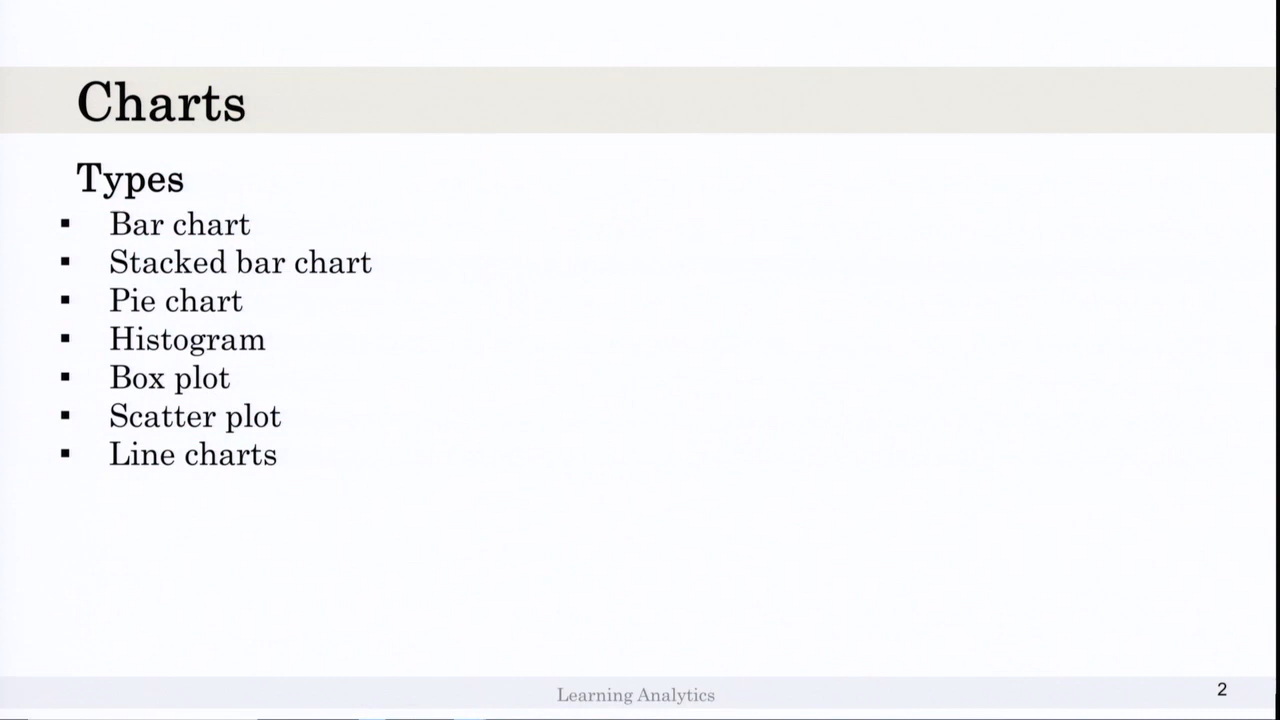 Charts
Types
▪ Bar chart
▪ Stacked bar chart
▪ Pie chart
▪ Histogram
▪ Box plot
▪ Scatter plot
▪ Line charts
Learning Analytics
2